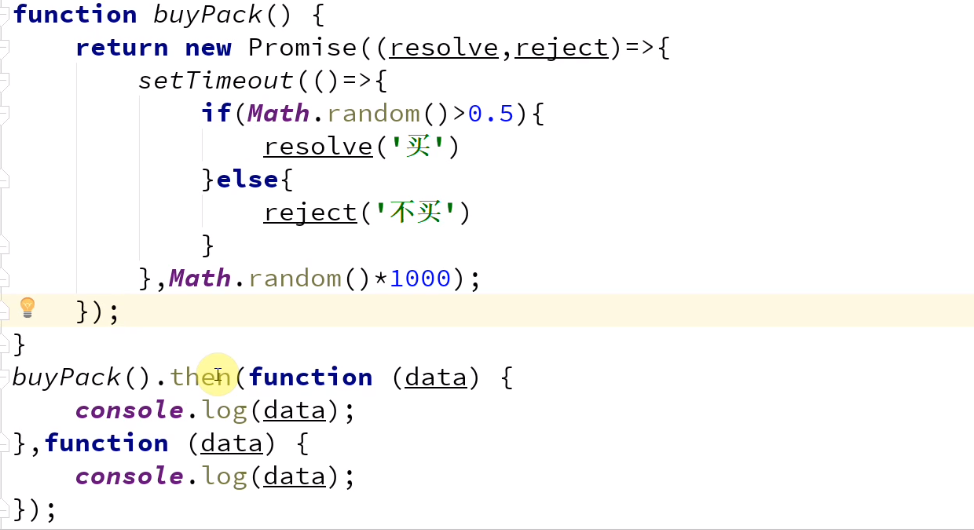 function buyPack() {
    return new Promise((resolve,reject)=>{
        setTimeout(()=>{
            if(Math.random()>0.5){
                resolve('买')
            }else{
                reject('不买')
            }
        },Math.random()*1000);
    });
}
buyPack().then(function (data) {
    console.log(data);
},function (data) {
    console.log(data);
});